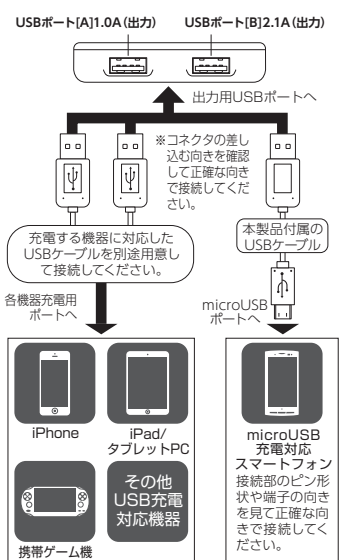 USBポート[A]1.0A(出力) USBポート[B]2.1A(出力)
出力用USBポートへ
※コネクタの差し
込む向きを確認
して正確な向き
で接続してくだ
さい。
充電する機器に対応した
USBケーブルを別途用意し
て接続してください。
本製品付属の
USBケーブル
各機器充電用
ポートへ
microUSB
ポートへ
iPhone
iPad/
タブレットPC
携帯ゲーム機
その他
USB充電
対応機器
microUSB
充電対応
スマートフォン
接続部のピン形
状や端子の向き
を見て正確な向
きで接続してく
ださい。